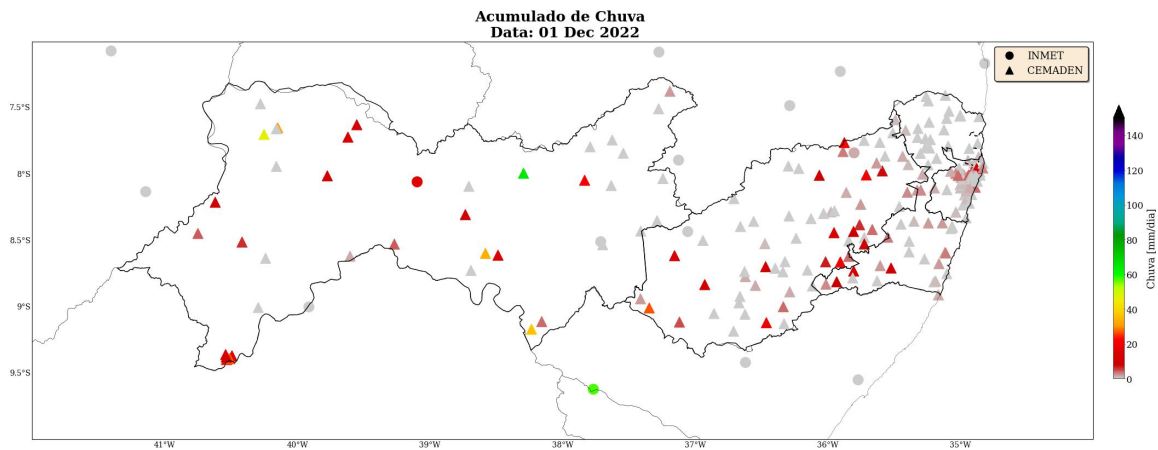 Acumulado de Chuva
Data: 01 Dec 2022
INMET
CEMADEN
7.5°S
8°S
8.5°S
9°S
9.5°S
41°W
40°W
39°W
38°W
37°W
36°W
35°W
140
120
100
80
60
40
20
0
Chuva [mm/dia]